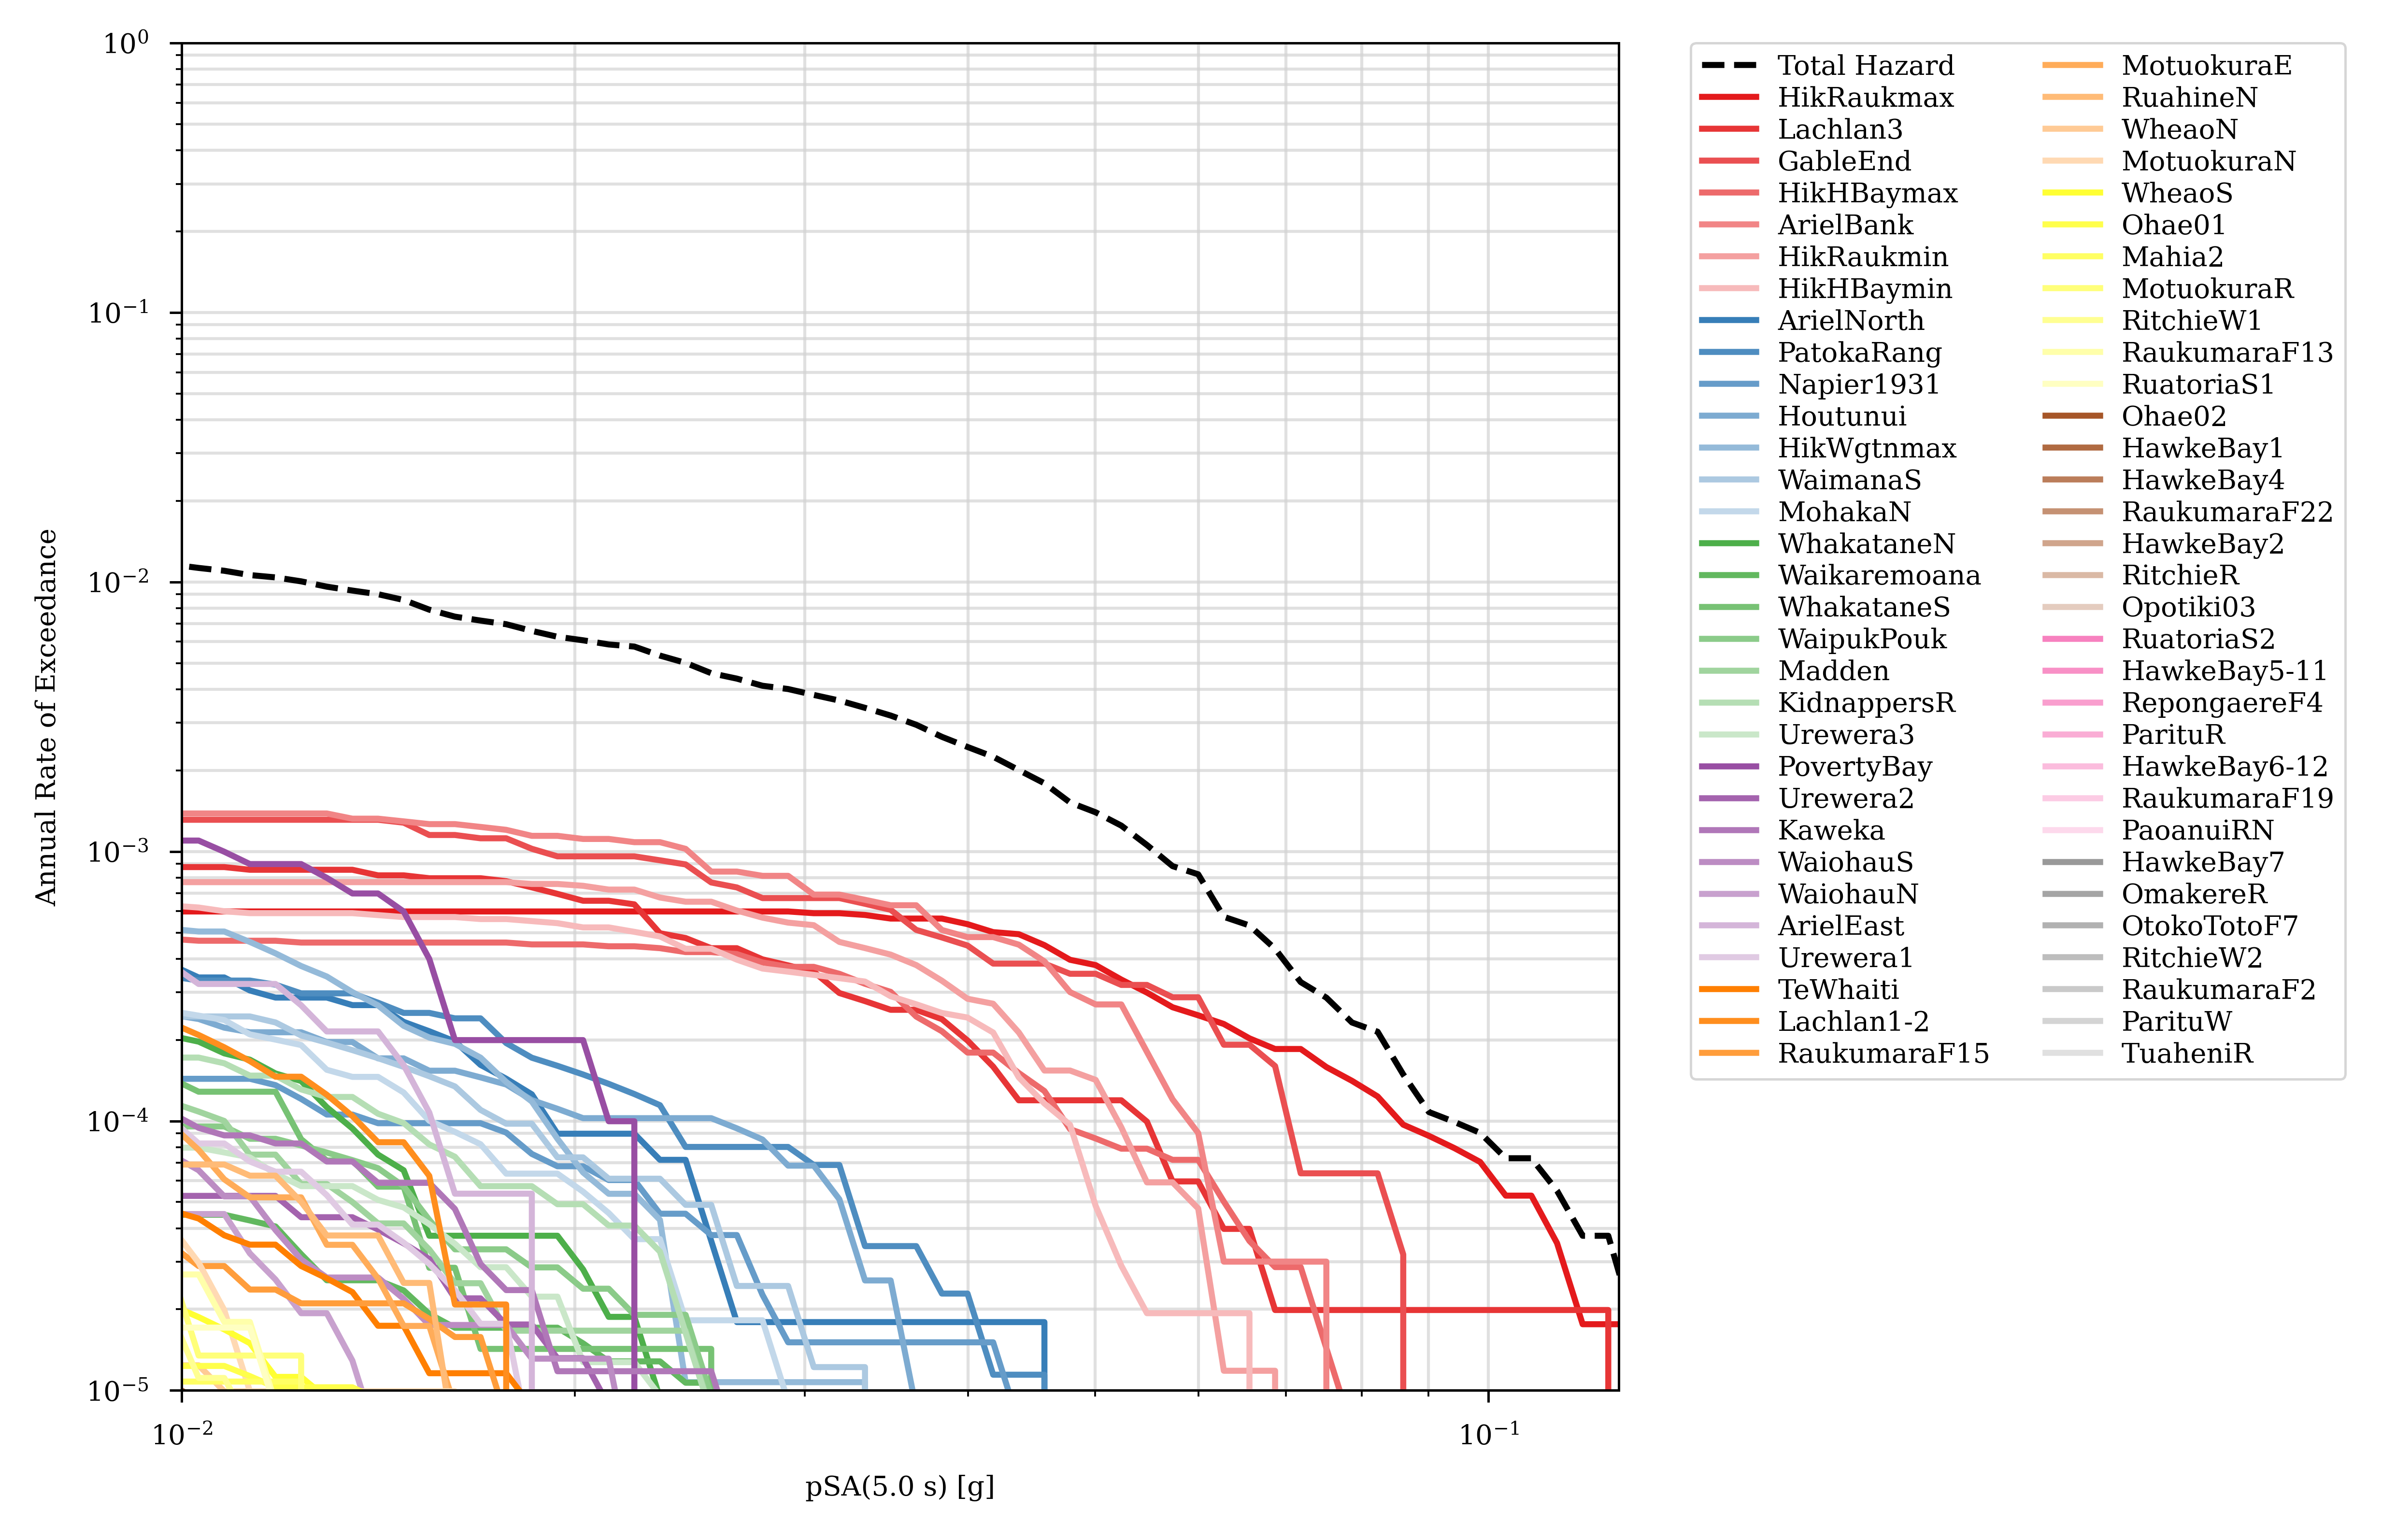 10⁰
10⁻¹
10⁻²
10⁻³
10⁻⁴
10⁻⁵
Annual Rate of Exceedance
10⁻²
10⁻¹
pSA(5.0 s) [g]
Total Hazard
HikRaukmax
Lachlan3
GableEnd
HikHBaymax
ArielBank
HikRaukmin
HikHBaymin
ArielNorth
PatokaRang
Napier1931
Houtunui
HikWgtnmax
WaimanaS
MohakaN
WhakataneN
Waikaremoana
WhakataneS
WaipukPouk
Madden
KidnappersR
Urewera3
PovertyBay
Urewera2
Kaweka
WaiohauS
WaiohauN
ArielEast
Urewera1
TeWhaiti
Lachlan1-2
RaukumaraF15
MotuokuraE
RuahineN
WheaoN
MotuokuraN
WheaoS
Ohae01
Mahia2
MotuokuraR
RitchieW1
RaukumaraF13
RuatoriaS1
Ohae02
HawkeBay1
HawkeBay4
RaukumaraF22
HawkeBay2
RitchieR
Opotiki03
RuatoriaS2
HawkeBay5-11
RepongaereF4
ParituR
HawkeBay6-12
RaukumaraF19
PaoanuiRN
HawkeBay7
OmakereR
OtokoTotoF7
RitchieW2
RaukumaraF2
ParituW
TuaheniR